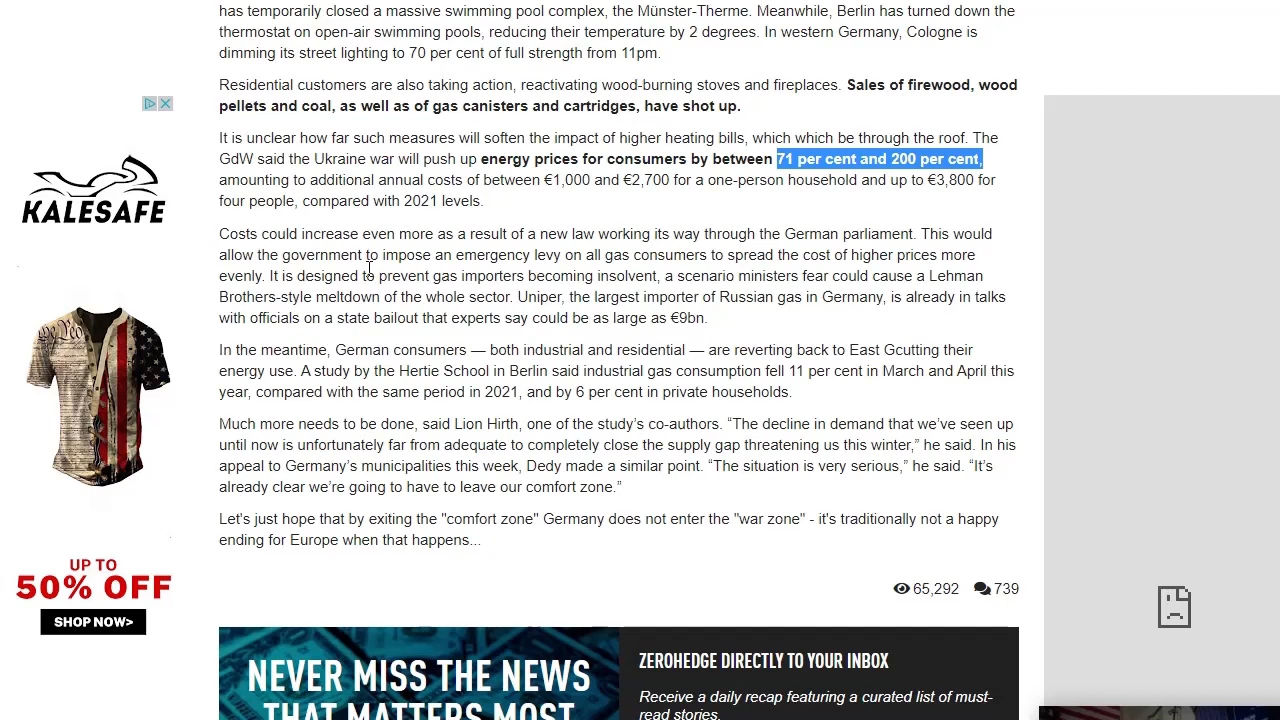 has temporarily closed a massive swimming pool complex, the Münster-Therme. Meanwhile, Berlin has turned down the
thermostat on open-air swimming pools, reducing their temperature by 2 degrees. In western Germany, Cologne is
dimming its street lighting to 70 per cent of full strength from 11pm.
Residential customers are also taking action, reactivating wood-burning stoves and fireplaces. Sales of firewood, wood
pellets and coal, as well as of gas canisters and cartridges, have shot up.
It is unclear how far such measures will soften the impact of higher heating bills, which which be through the roof. The
GdW said the Ukraine war will push up energy prices for consumers by between 71 per cent and 200 per cent,
amounting to additional annual costs of between €1,000 and €2,700 for a one-person household and up to €3,800 for
four people, compared with 2021 levels.
Costs could increase even more as a result of a new law working its way through the German parliament. This would
allow the government to impose an emergency levy on all gas consumers to spread the cost of higher prices more
evenly. It is designed to prevent gas importers becoming insolvent, a scenario ministers fear could cause a Lehman
Brothers-style meltdown of the whole sector. Uniper, the largest importer of Russian gas in Germany, is already in talks
with officials on a state bailout that experts say could be as large as €9bn.
In the meantime, German consumers — both industrial and residential — are reverting back to East Gcutting their
energy use. A study by the Hertie School in Berlin said industrial gas consumption fell 11 per cent in March and April this
year, compared with the same period in 2021, and by 6 per cent in private households.
Much more needs to be done, said Lion Hirth, one of the study’s co-authors. “The decline in demand that we’ve seen up
until now is unfortunately far from adequate to completely close the supply gap threatening us this winter,” he said. In his
appeal to Germany’s municipalities this week, Dedy made a similar point. “The situation is very serious,” he said. “It’s
already clear we’re going to have to leave our comfort zone.”
Let's just hope that by exiting the "comfort zone" Germany does not enter the "war zone" - it's traditionally not a happy
ending for Europe when that happens...
65,292 739
KALESAFE
We the Peo
UP TO
50% OFF
SHOP NOW>
NEVER MISS THE NEWS
THAT MATTERS MOST
ZEROHEDGE DIRECTLY TO YOUR INBOX
Receive a daily recap featuring a curated list of must-
read stories.